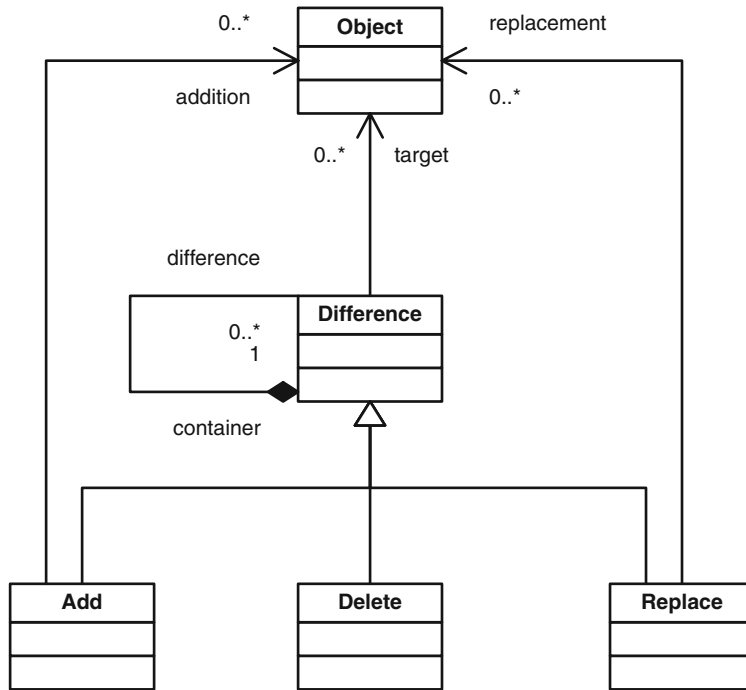 0..*
Object
replacement
addition
0..*
0..*
target
difference
Difference
0..*
1
container
Add
Delete
Replace